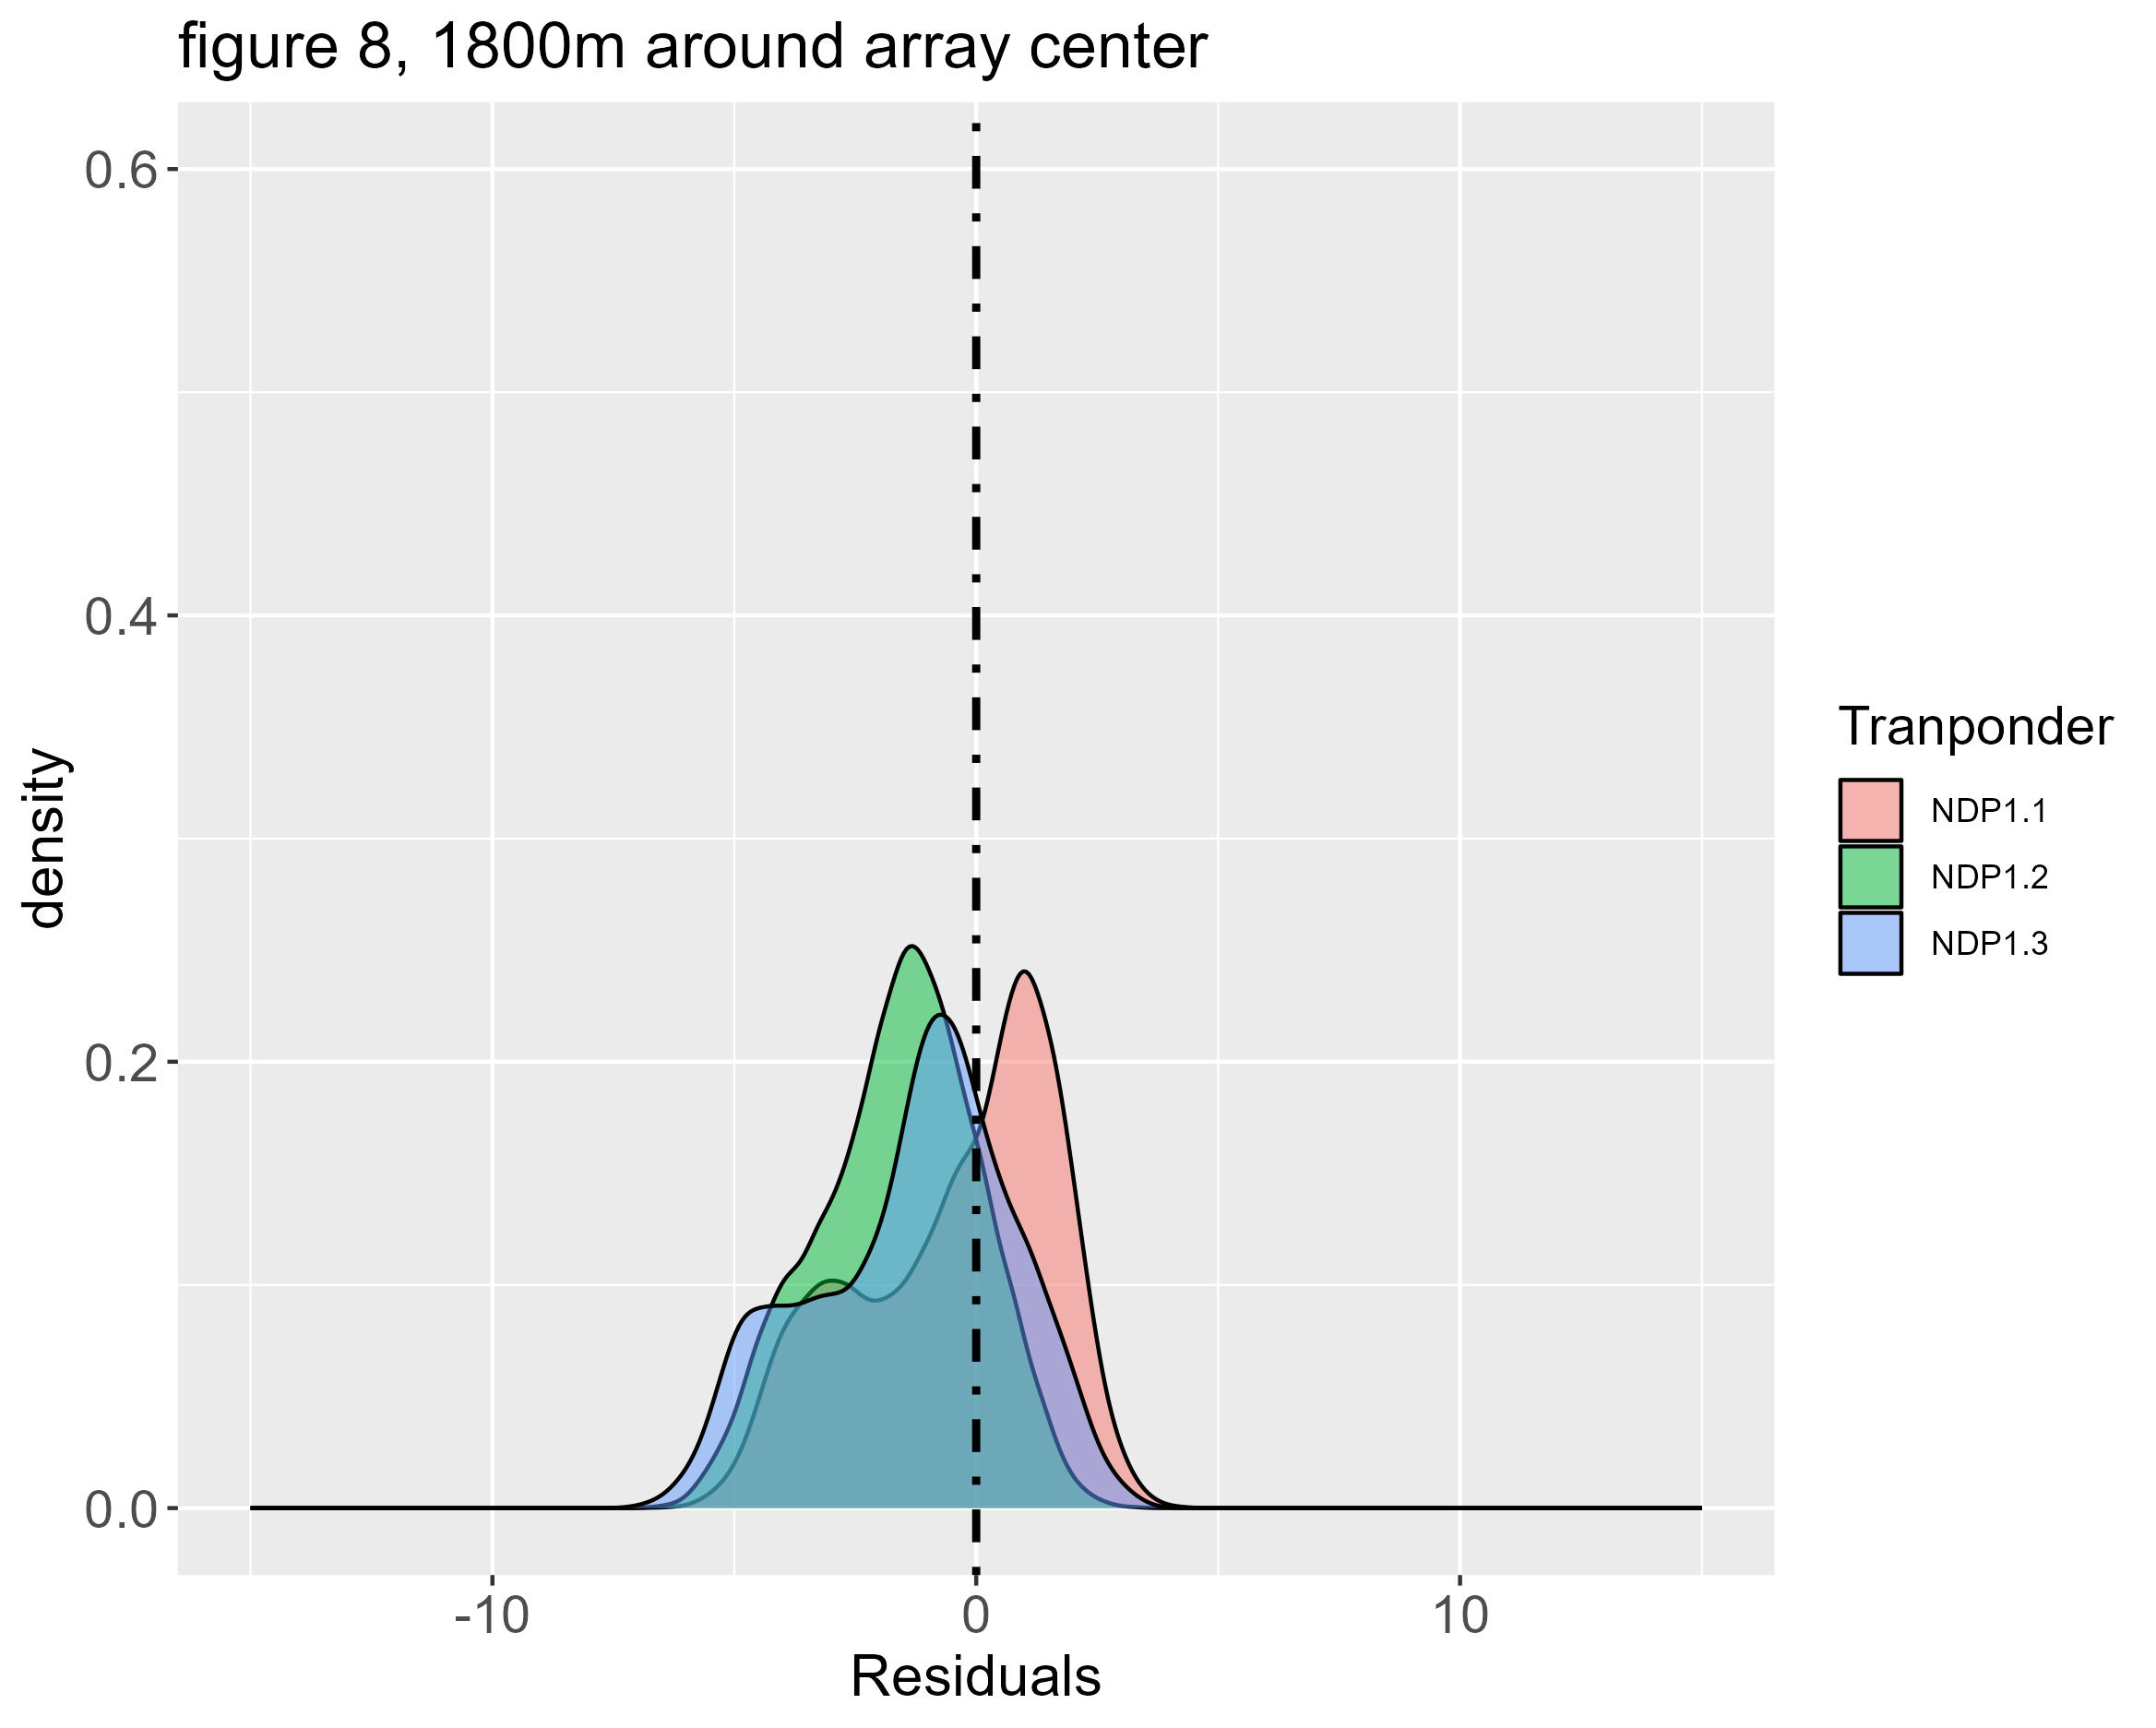 figure 8, 1800m around array center
0.6
0.4
0.2
0.0
density
-10 0 10
Residuals
Tranponder
NDP1.1
NDP1.2
NDP1.3